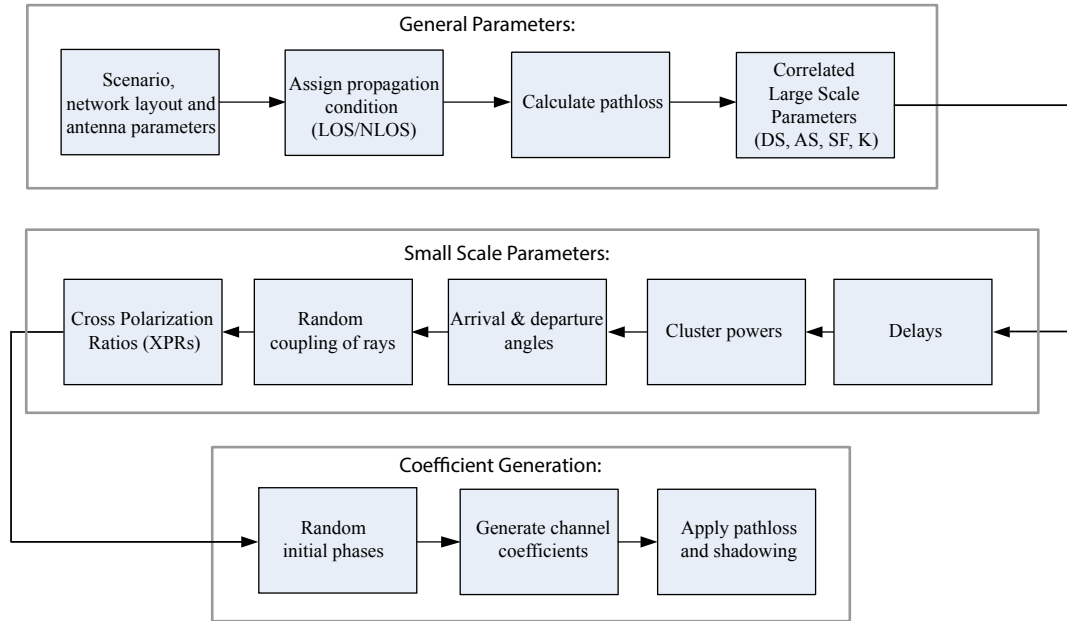 General Parameters:
Scenario,
network layout and
antenna parameters
Assign propagation
condition
(LOS/NLOS)
Calculate pathloss
Correlated
Large Scale
Parameters
(DS, AS, SF, K)
Small Scale Parameters:
Cross Polarization
Ratios (XPRs)
Random
coupling of rays
Arrival & departure
angles
Cluster powers
Delays
Coefficient Generation:
Random
initial phases
Generate channel
coefficients
Apply pathloss
and shadowing